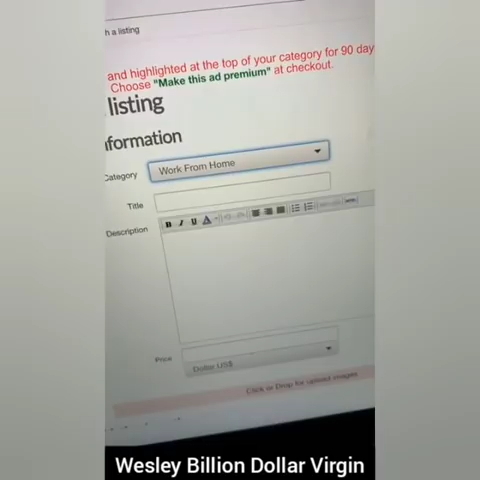 h a listing
and highlighted at the top of your category for 90 day
Choose "Make this ad premium" at checkout.
listing
formation
Category
Work From Home
Title
B I U A
Description
Price
Dollar US$
Click or Drop for upload images
Wesley Billion Dollar Virgin